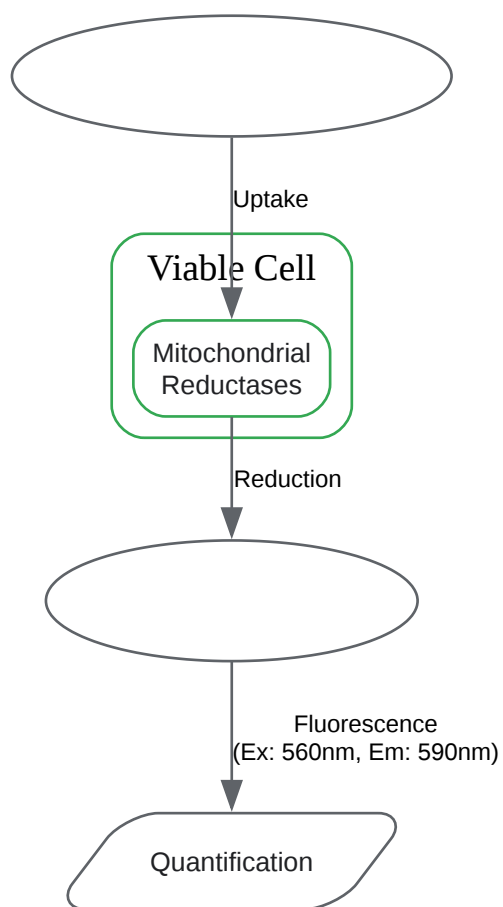 Uptake
Viable Cell
Mitochondrial
Reductases
Reduction
Fluorescence
(Ex: 560nm, Em: 590nm)
Quantification